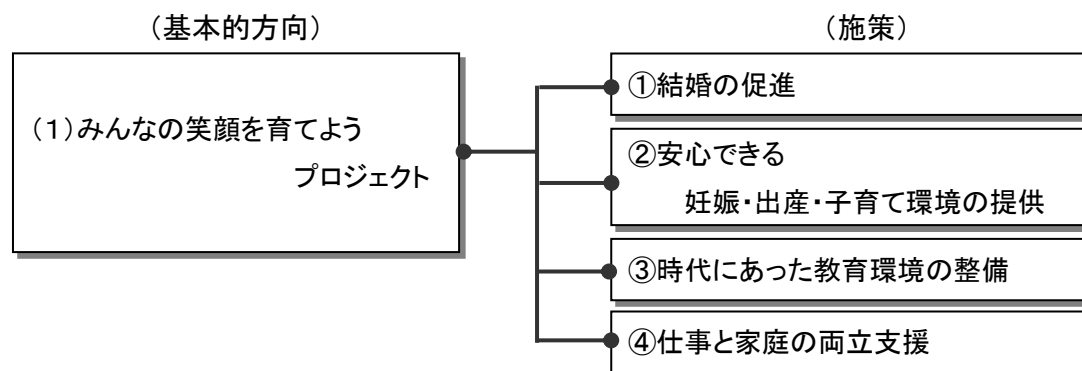 （基本的方向）
（施策）
（１）みんなの笑顔を育てよう
プロジェクト
①結婚の促進
②安心できる
妊娠・出産・子育て環境の提供
③時代にあった教育環境の整備
④仕事と家庭の両立支援